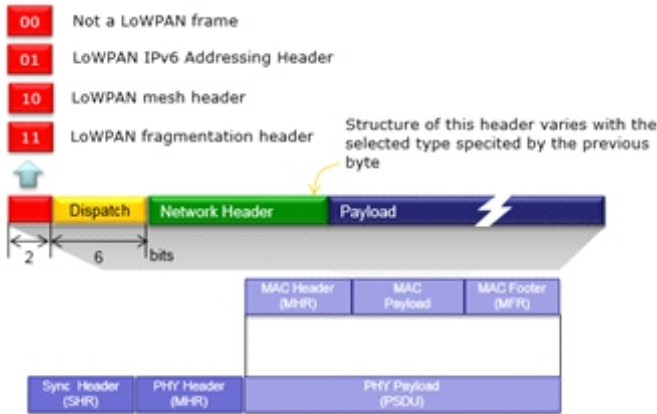 00 Not a LoWPAN frame
01 LoWPAN IPv6 Addressing Header
10 LoWPAN mesh header
11 LoWPAN fragmentation header
Structure of this header varies with the
selected type specited by the previous
byte
Dispatch Network Header Payload
2 6 bits
MAC Header
(MHR)
MAC
Payload
MAC Footer
(MFR)
Sync Header
(SHR)
PHY Header
(MHR)
PHY Payload
(PSDU)